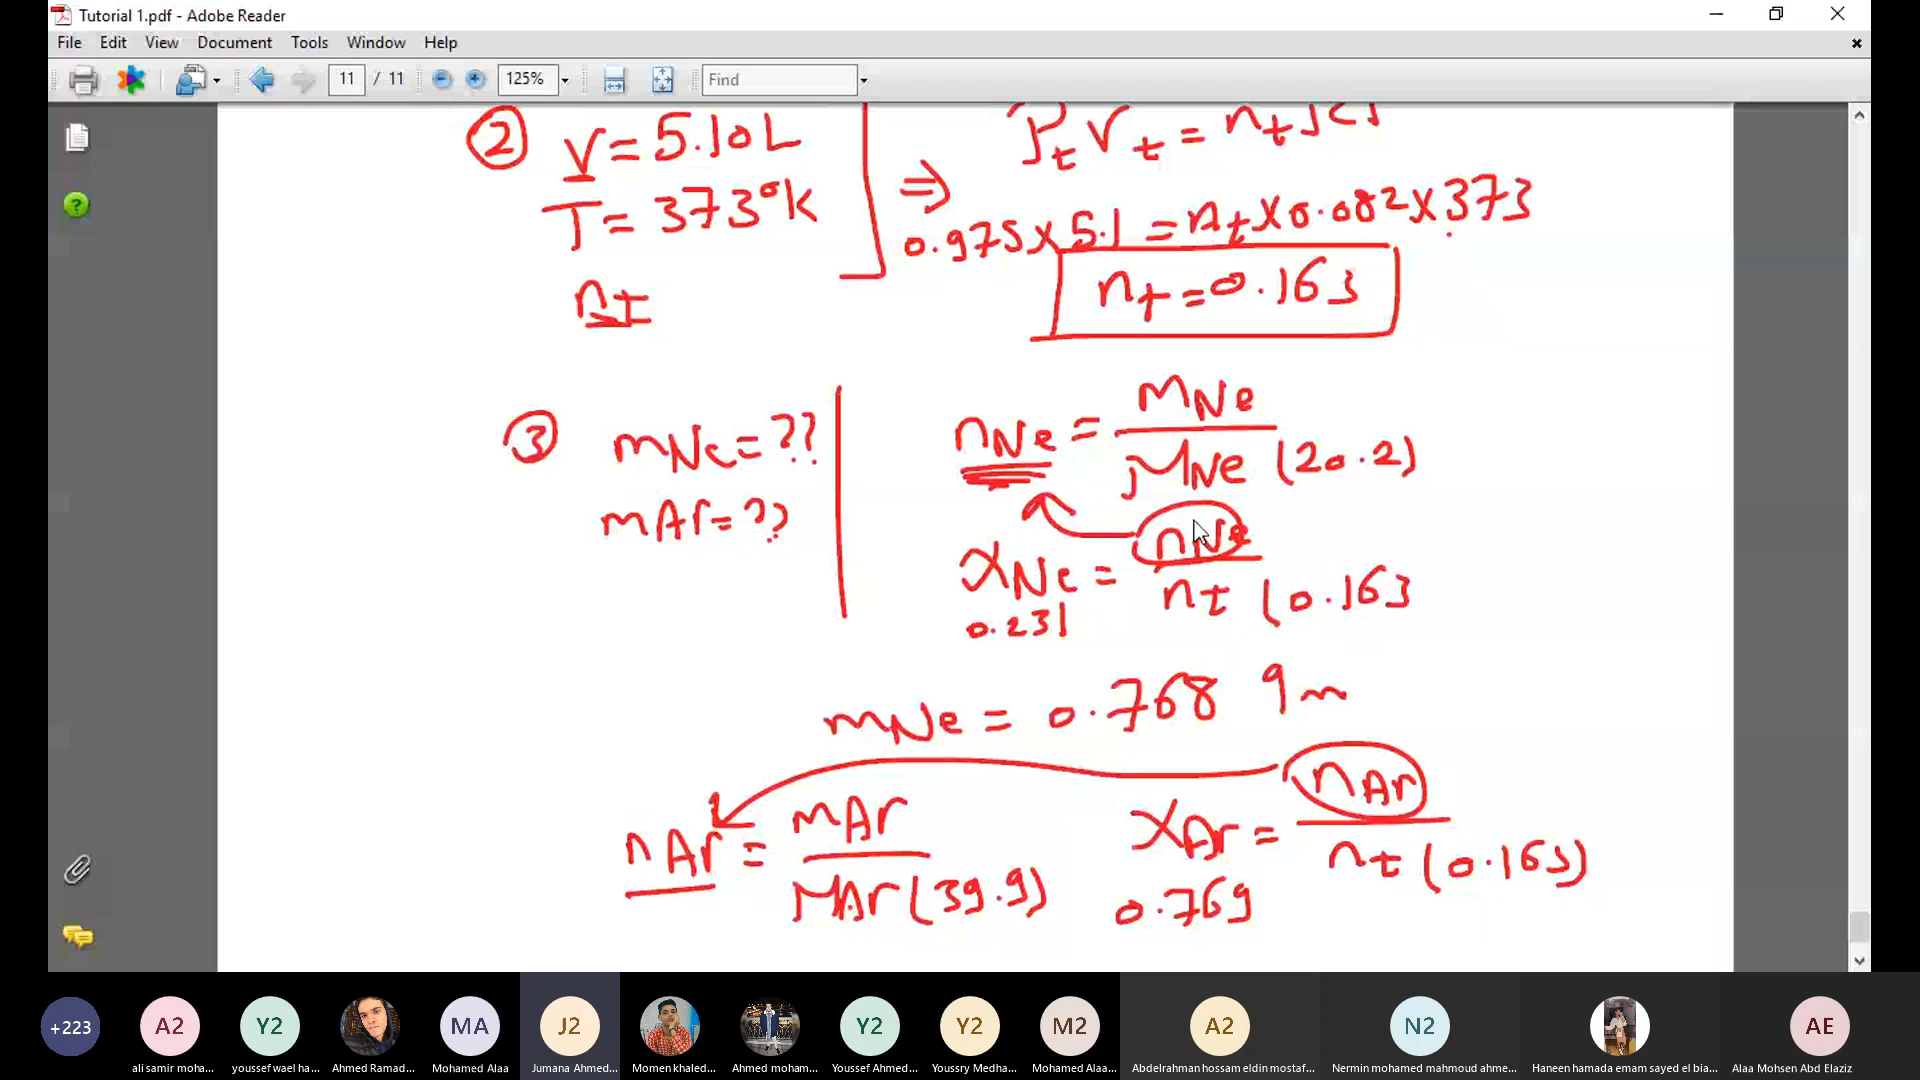 Tutorial 1.pdf - Adobe Reader
File Edit View Document Tools Window Help
11 / 11 125% Find
② V = 5.10L
T = 373°K
nt
Pt Vt = nt
⇒ 0.975 × 5.1 = nt × 0.082 × 373
nt = 0.163
③ mNe = ??
mAr = ??
nNe = mNe / MNe (20.2)
xNe = nNe / nt (0.163
0.231
mNe = 0.768 gm
nAr = mAr / MAr (39.9)
xAr = nAr / nt (0.163)
0.769
+223 A2 Y2 MA J2 Y2 Y2 M2 A2 N2 AE
ali samir moha... youssef wael ha... Ahmed Ramad... Mohamed Alaa Jumana Ahmed... Momen khaled... Ahmed moham... Youssef Ahmed... Youssry Medha... Mohamed Alaa... Abdelrahman hossam eldin mostaf... Nermin mohamed mahmoud ahme... Haneen hamada emam sayed el bia... Alaa Mohsen Abd Elaziz